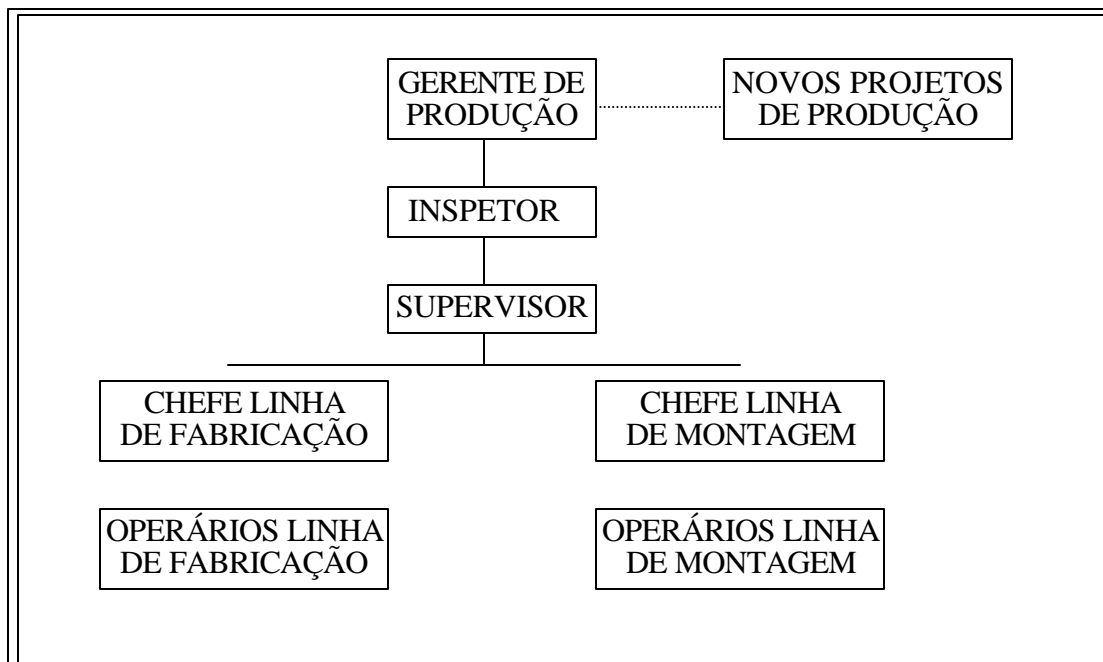 GERENTE DE
PRODUÇÃO
NOVOS PROJETOS
DE PRODUÇÃO
INSPETOR
SUPERVISOR
CHEFE LINHA
DE FABRICAÇÃO
CHEFE LINHA
DE MONTAGEM
OPERÁRIOS LINHA
DE FABRICAÇÃO
OPERÁRIOS LINHA
DE MONTAGEM